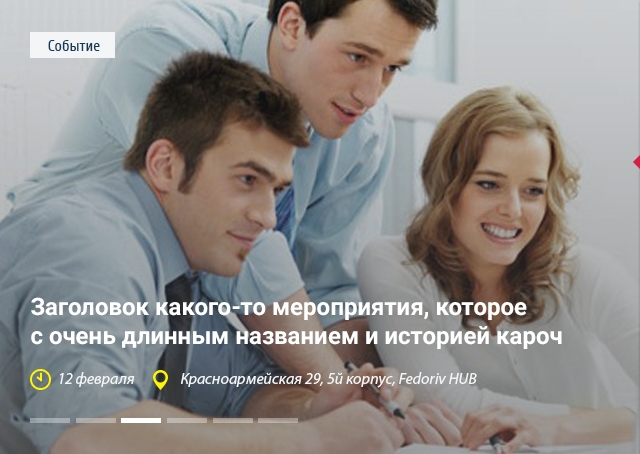 Событие
Заголовок какого-то мероприятия, которое
с очень длинным названием и историей кароч
12 февраля
Красноармейская 29, 5й корпус, Fedoriv HUB